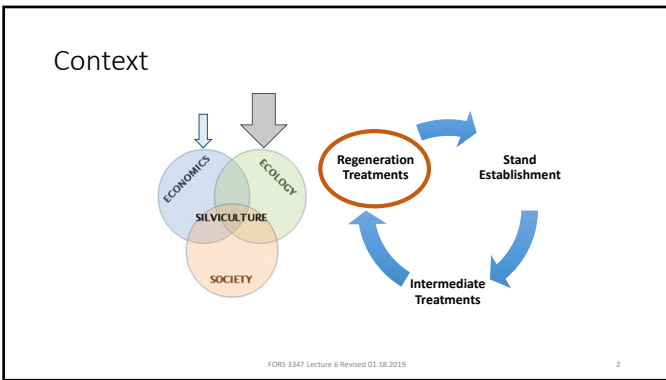 Context
ECONOMICS
ECOLOGY
SILVICULTURE
SOCIETY
Regeneration
Treatments
Stand
Establishment
Intermediate
Treatments
FORS 3347 Lecture 6 Revised 01.18.2019
2